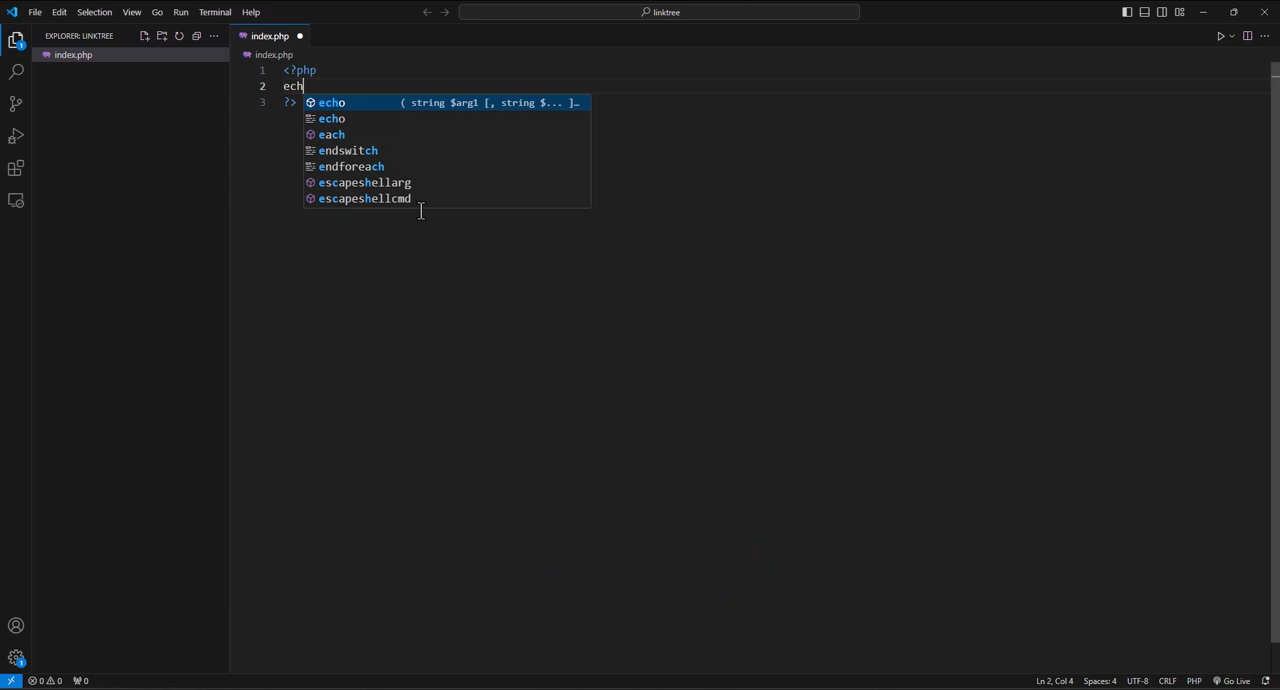 File Edit Selection View Go Run Terminal Help
linktree
EXPLORER: LINKTREE
index.php
index.php
index.php
1 <?php
2 ech
3 ?>
echo ( string $arg1 [, string $... ]…
echo
each
endswitch
endforeach
escapeshellarg
escapeshellcmd
1
1
0 0 0
Ln 2, Col 4 Spaces: 4 UTF-8 CRLF PHP Go Live